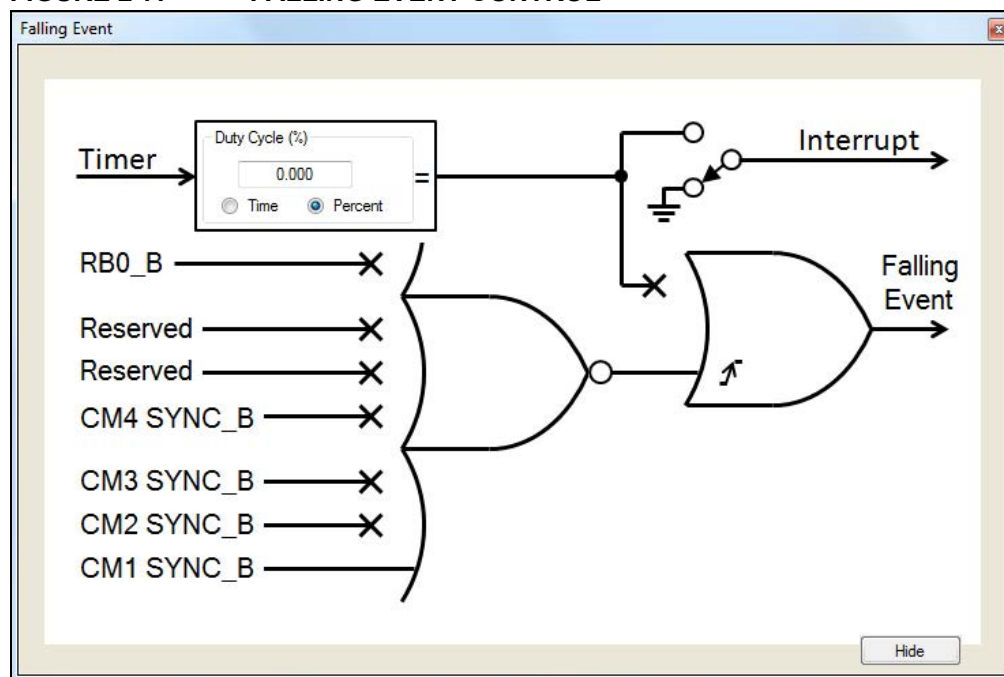 Falling Event
Duty Cycle (%)
Timer
0.000
=
Time Percent
Interrupt
RB0_B
Reserved
Reserved
CM4 SYNC_B
CM3 SYNC_B
CM2 SYNC_B
CM1 SYNC_B
Falling
Event
Hide